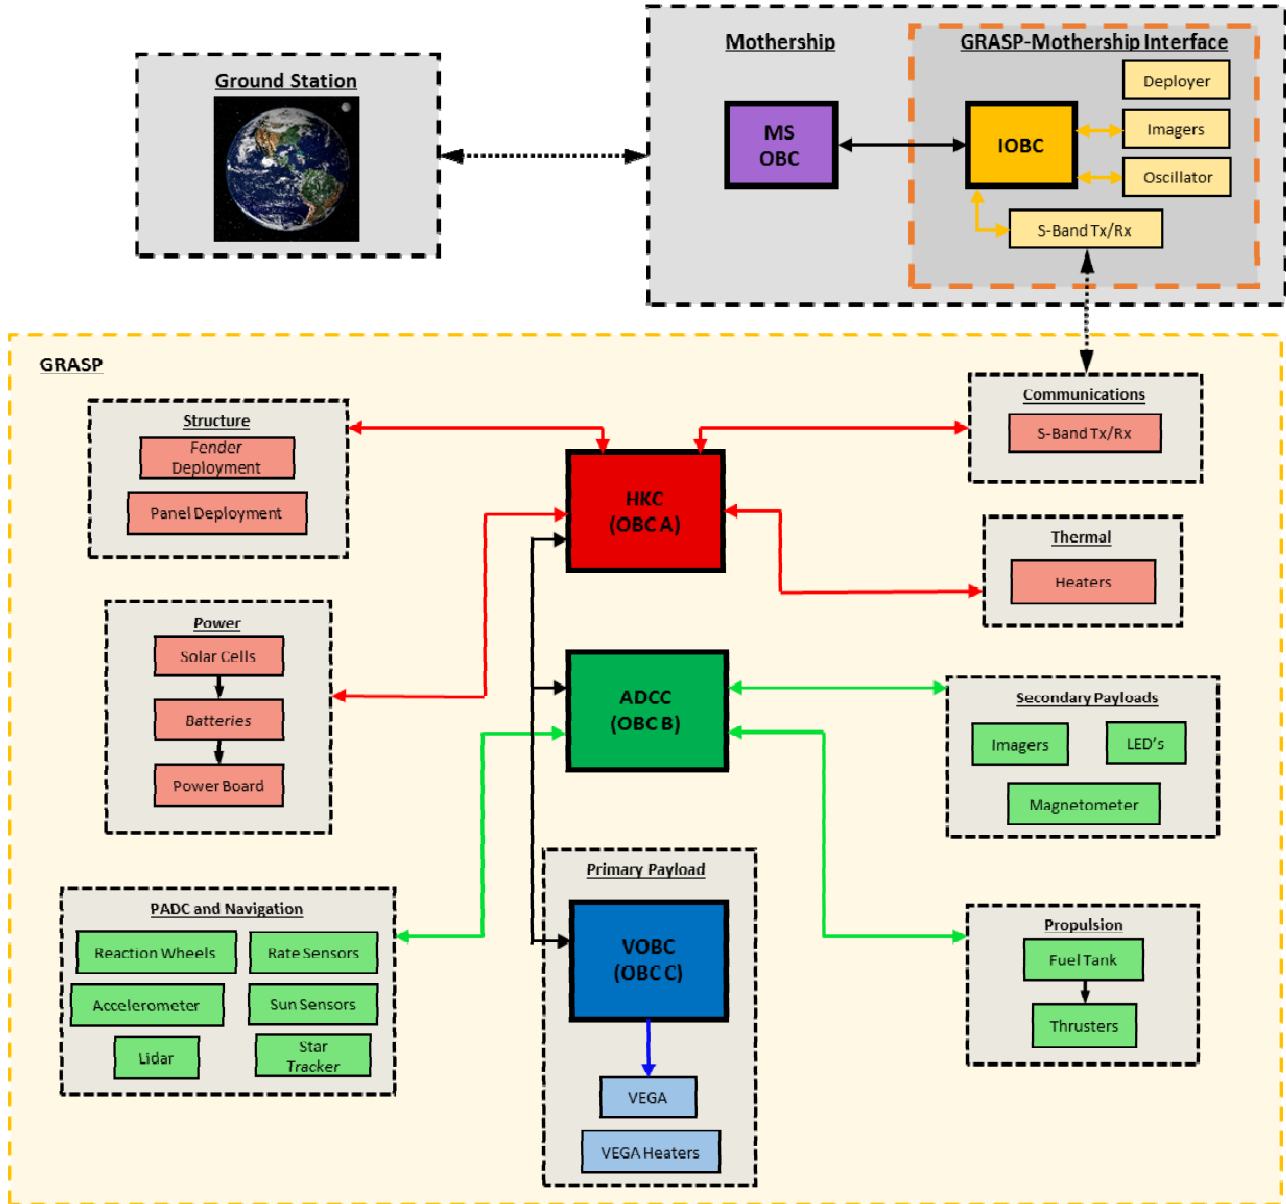 Mothership
GRASP-Mothership Interface
Ground Station
Deployer
MS
OBC
IOBC
Imagers
Oscillator
S-Band Tx/Rx
GRASP
Structure
Fender
Deployment
Panel Deployment
Communications
S-Band Tx/Rx
HKC
(OBC A)
Thermal
Heaters
Power
Solar Cells
Batteries
Power Board
ADCC
(OBC B)
Secondary Payloads
Imagers
LED's
Magnetometer
Primary Payload
PADC and Navigation
Reaction Wheels
Rate Sensors
Accelerometer
Sun Sensors
Lidar
Star
Tracker
VOBC
(OBC C)
VEGA
VEGA Heaters
Propulsion
Fuel Tank
Thrusters